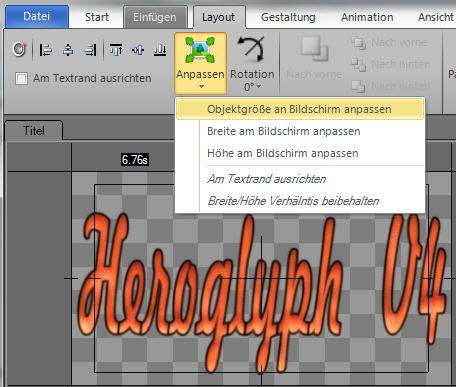 Datei Start Einfügen Layout Gestaltung Animation Ansicht
Am Textrand ausrichten
Anpassen
Rotation
0°
Nach vorne
Nach hinten
Nach vorne
Nach hinten
Objektgröße an Bildschirm anpassen
Breite am Bildschirm anpassen
Höhe am Bildschirm anpassen
Am Textrand ausrichten
Breite/Höhe Verhälntis beibehalten
Titel
6.76s
Heroglyph V4